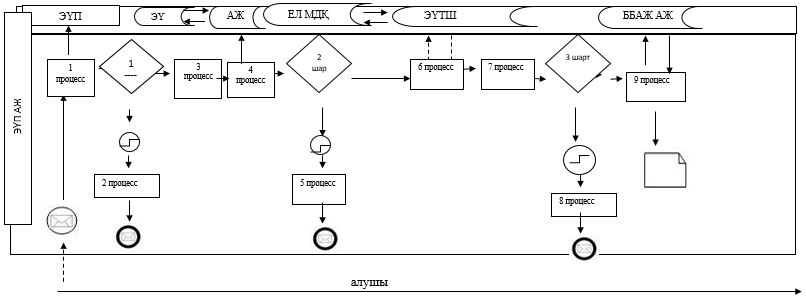 ЭҮП ЭҮ АЖ ЕЛ МДҚ ЭҮТШ ББАЖ АЖ
ЭҮП АЖ
1 процесс
1 ----
3 процесс
4 процесс
2 шар
6 процесс
7 процесс
3 шарт
9 процесс
2 процесс
5 процесс
8 процесс
алушы